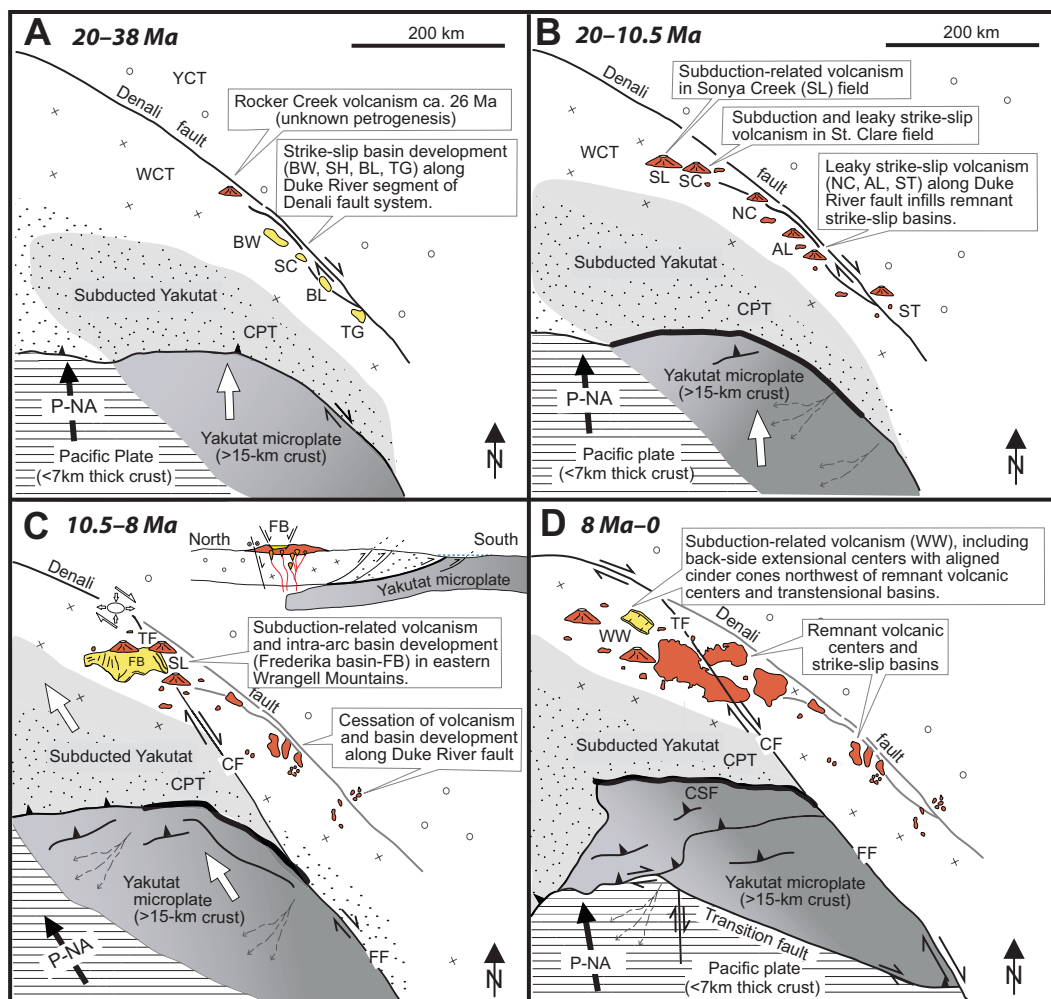 A 20–38 Ma
200 km
YCT
Denali
fault
Rocker Creek volcanism ca. 26 Ma
(unknown petrogenesis)
Strike-slip basin development
(BW, SH, BL, TG) along
Duke River segment of
Denali fault system.
WCT
BW
SC
BL
TG
Subducted Yakutat
CPT
P-NA
Yakutat microplate
(>15-km crust)
Pacific Plate
(<7km thick crust)
N
B 20–10.5 Ma
200 km
Denali
fault
Subduction-related volcanism
in Sonya Creek (SL) field
Subduction and leaky strike-slip
volcanism in St. Clare field
Leaky strike-slip volcanism
(NC, AL, ST) along Duke
River fault infills remnant
strike-slip basins.
WCT
SL
SC
NC
AL
ST
Subducted Yakutat
CPT
Yakutat microplate
(>15-km crust)
P-NA
Pacific plate
(<7km thick crust)
N
C 10.5–8 Ma
North
FB
South
Yakutat microplate
Denali
fault
TF
FB
SL
Subduction-related volcanism
and intra-arc basin development
(Frederika basin-FB) in eastern
Wrangell Mountains.
Cessation of volcanism
and basin development
along Duke River fault
Subducted Yakutat
CF
CPT
Yakutat
microplate
(>15-km crust)
P-NA
FF
N
D 8 Ma–0
Subduction-related volcanism (WW), including
back-side extensional centers with aligned
cinder cones northwest of remnant volcanic
centers and transtensional basins.
WW
TF
Denali
fault
Remnant volcanic
centers
and strike-slip basins
Subducted Yakutat
CF
CPT
CSF
FF
Yakutat microplate
(>15-km crust)
Transition fault
P-NA
Pacific plate
(<7km thick crust)
N